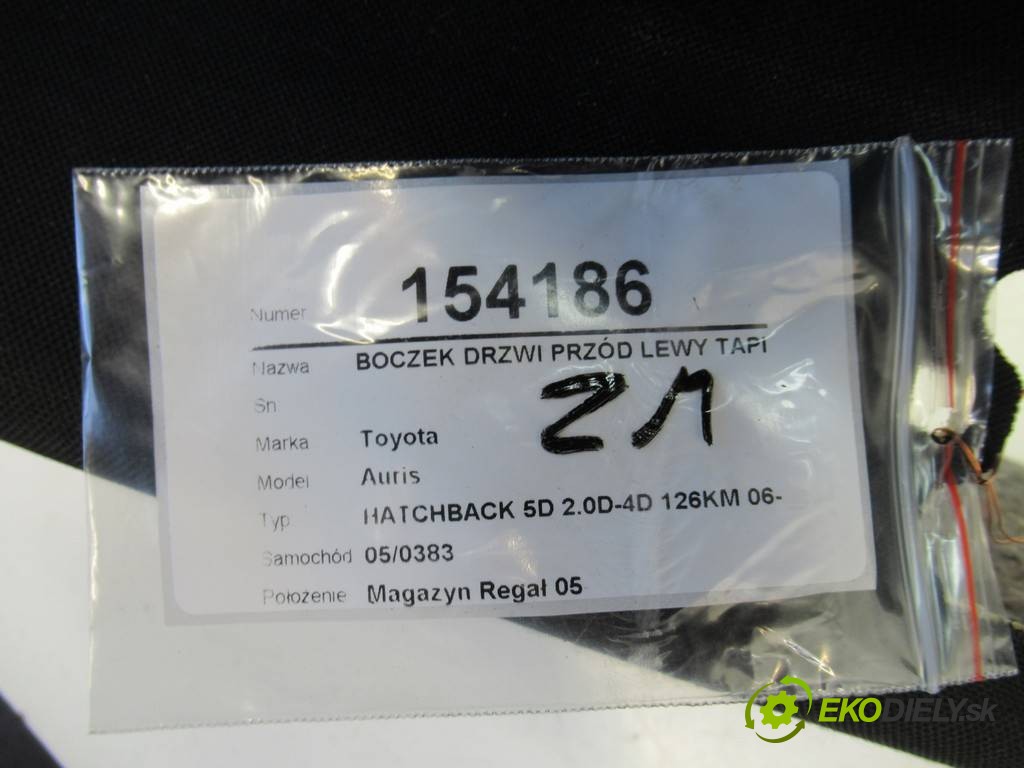 Numer 154186
Nazwa BOCZEK DRZWI PRZÓD LEWY TAPI
Sn
Marka Toyota
Model Auris
Typ HATCHBACK 5D 2.0D-4D 126KM 06-
Samochód 05/0383
Położenie Magazyn Regał 05
EKODIELY.sk